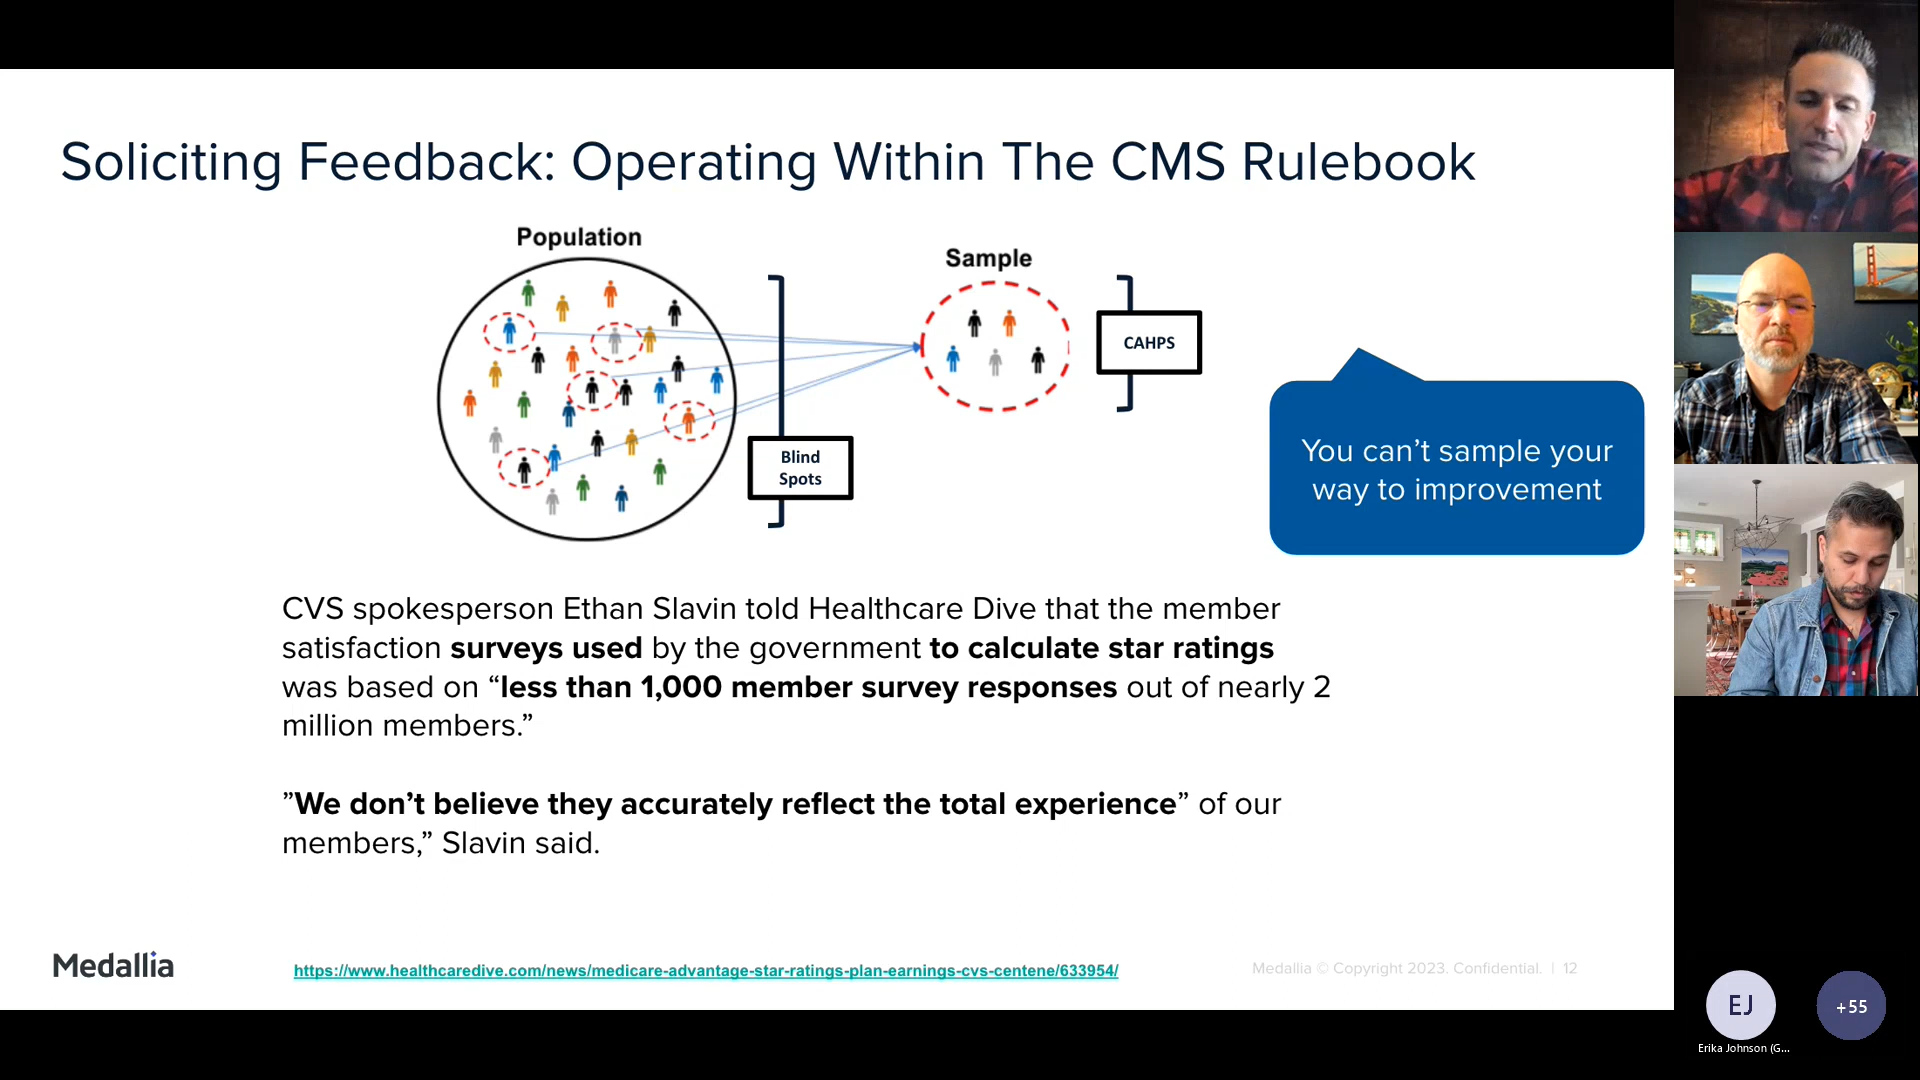 Soliciting Feedback: Operating Within The CMS Rulebook
Population
Sample
CAHPS
Blind
Spots
You can’t sample your
way to improvement
CVS spokesperson Ethan Slavin told Healthcare Dive that the member
satisfaction surveys used by the government to calculate star ratings
was based on “less than 1,000 member survey responses out of nearly 2
million members.”
”We don’t believe they accurately reflect the total experience” of our
members,” Slavin said.
Medallia
https://www.healthcaredive.com/news/medicare-advantage-star-ratings-plan-earnings-cvs-centene/633954/
Medallia © Copyright 2023. Confidential. | 12
EJ
+55
Erika Johnson (G...